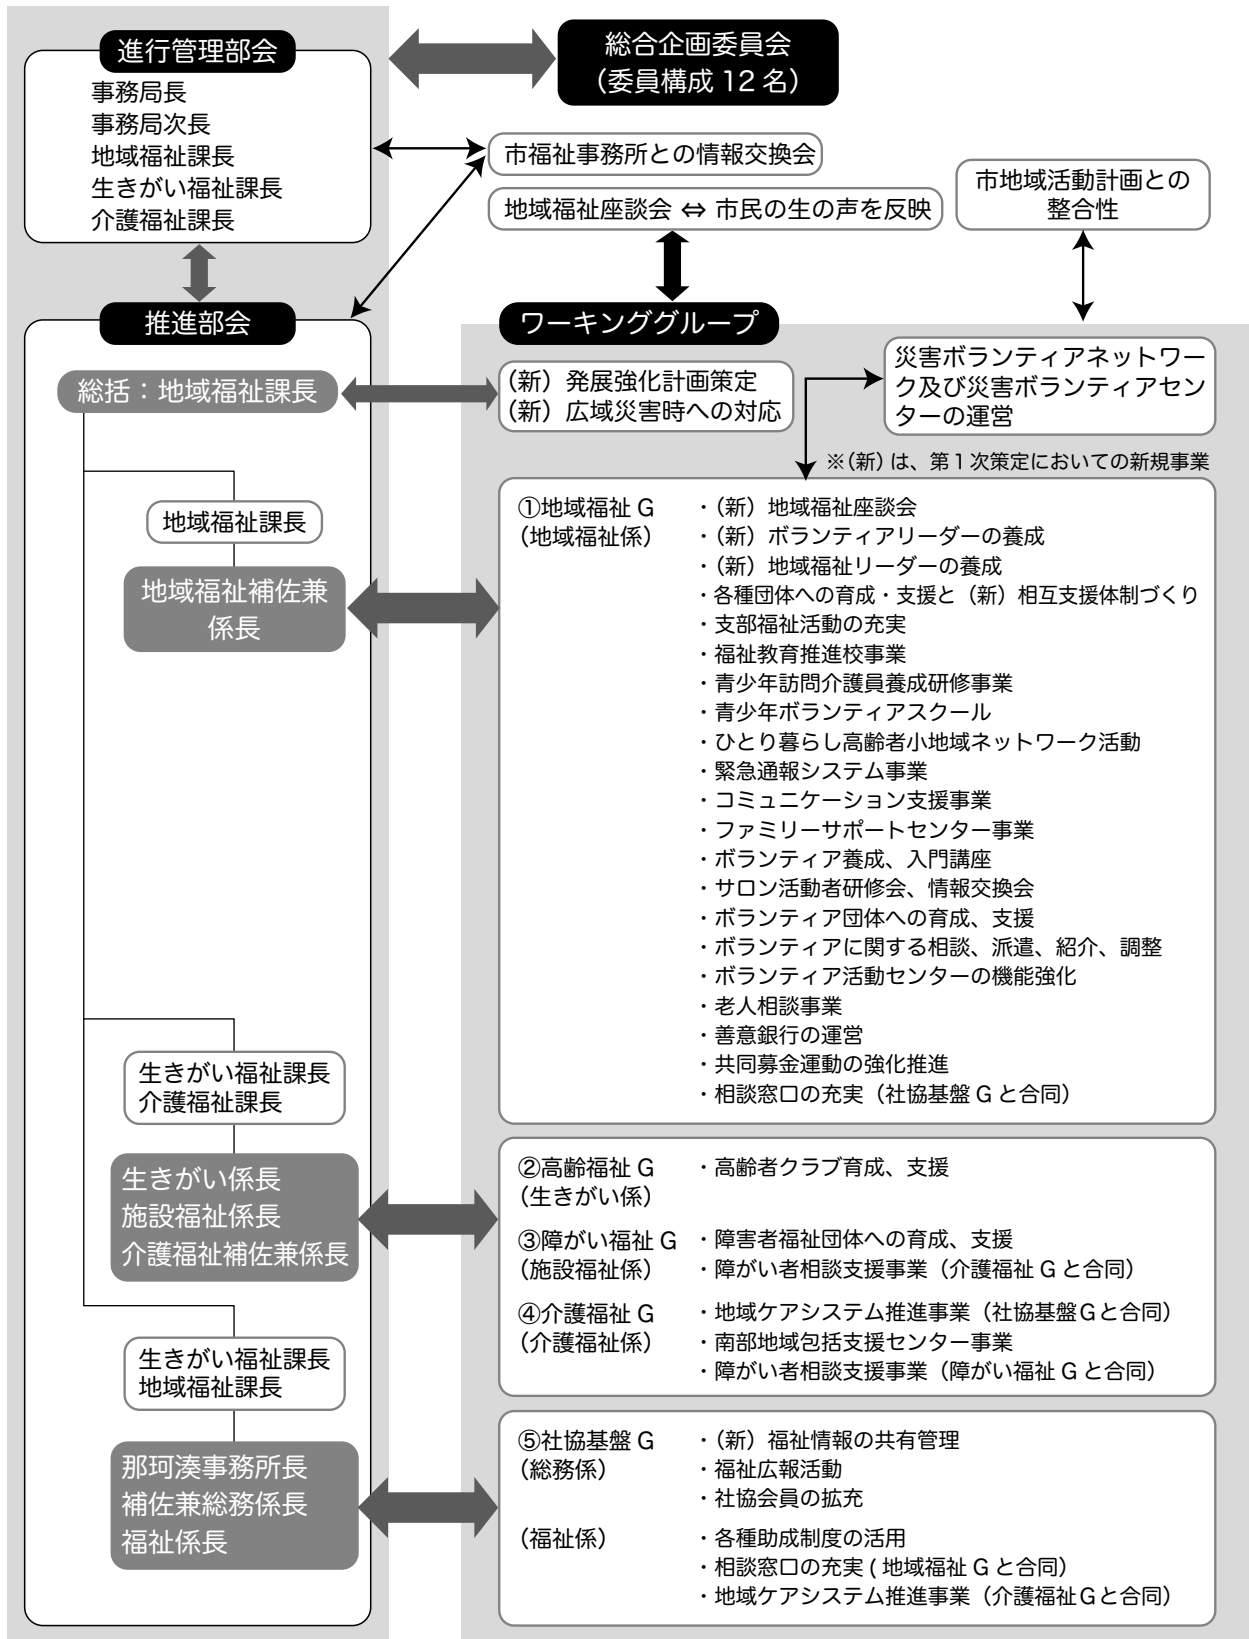 進行管理部会
事務局長
事務局次長
地域福祉課長
生きがい福祉課長
介護福祉課長
総合企画委員会
（委員構成 12 名）
市福祉事務所との情報交換会
地域福祉座談会 ⇔ 市民の生の声を反映
市地域活動計画との
整合性
推進部会
総括：地域福祉課長
地域福祉課長
地域福祉補佐兼
係長
生きがい福祉課長
介護福祉課長
生きがい係長
施設福祉係長
介護福祉補佐兼係長
生きがい福祉課長
地域福祉課長
那珂湊事務所長
補佐兼総務係長
福祉係長
ワーキンググループ
（新）発展強化計画策定
（新）広域災害時への対応
災害ボランティアネットワー
ク及び災害ボランティアセン
ターの運営
※（新）は、第１次策定においての新規事業
①地域福祉 G ・（新）地域福祉座談会
（地域福祉係） ・（新）ボランティアリーダーの養成
・（新）地域福祉リーダーの養成
・各種団体への育成・支援と（新）相互支援体制づくり
・支部福祉活動の充実
・福祉教育推進校事業
・青少年訪問介護員養成研修事業
・青少年ボランティアスクール
・ひとり暮らし高齢者小地域ネットワーク活動
・緊急通報システム事業
・コミュニケーション支援事業
・ファミリーサポートセンター事業
・ボランティア養成、入門講座
・サロン活動者研修会、情報交換会
・ボランティア団体への育成、支援
・ボランティアに関する相談、派遣、紹介、調整
・ボランティア活動センターの機能強化
・老人相談事業
・善意銀行の運営
・共同募金運動の強化推進
・相談窓口の充実（社協基盤 G と合同）
②高齢福祉 G ・高齢者クラブ育成、支援
（生きがい係）
③障がい福祉 G ・障害者福祉団体への育成、支援
（施設福祉係） ・障がい者相談支援事業（介護福祉 G と合同）
④介護福祉 G ・地域ケアシステム推進事業（社協基盤Gと合同）
（介護福祉係） ・南部地域包括支援センター事業
・障がい者相談支援事業（障がい福祉 G と合同）
⑤社協基盤 G ・（新）福祉情報の共有管理
（総務係） ・福祉広報活動
・社協会員の拡充
（福祉係） ・各種助成制度の活用
・相談窓口の充実 ( 地域福祉 G と合同）
・地域ケアシステム推進事業（介護福祉Gと合同）